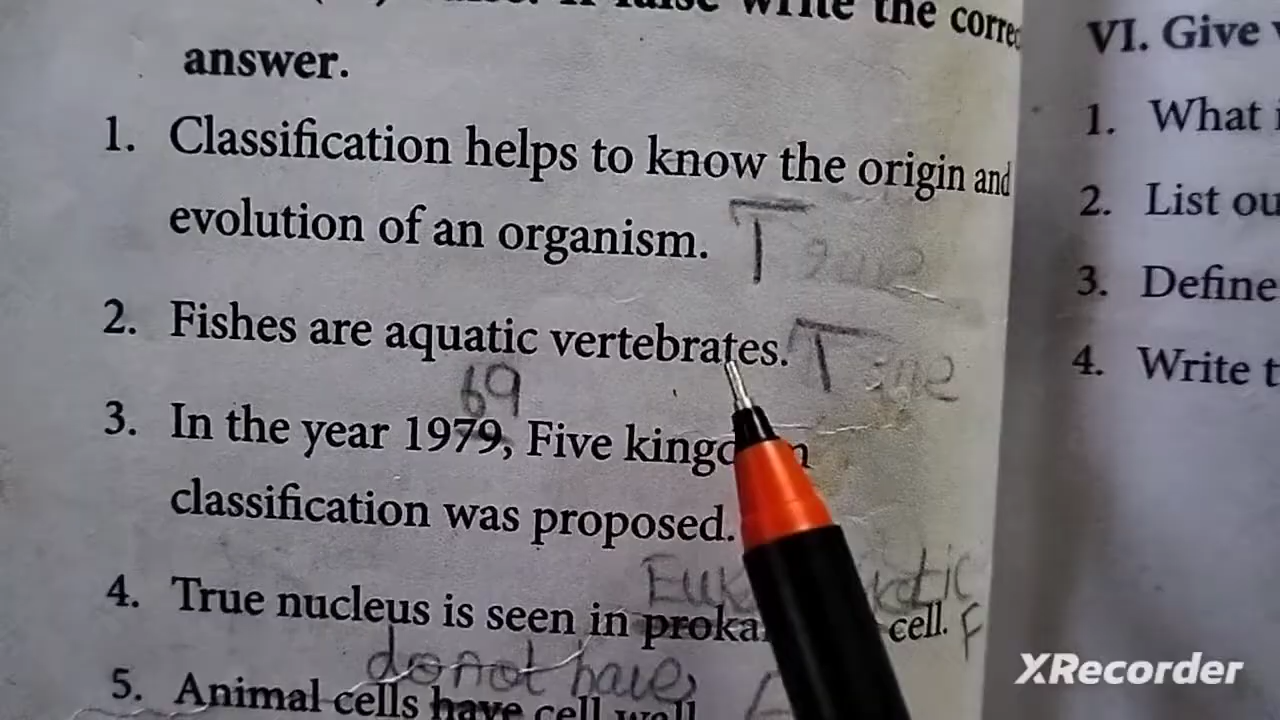 write the correc
answer.
1. Classification helps to know the origin and
evolution of an organism. True
2. Fishes are aquatic vertebrates. True
69
3. In the year 1979, Five
classification was proposed.
4. True nucleus is seen in cell. F
do not have
5. Animal cells have cell wall
VI. Give
1. What
2. List
3. Define
4. Write
XRecorder